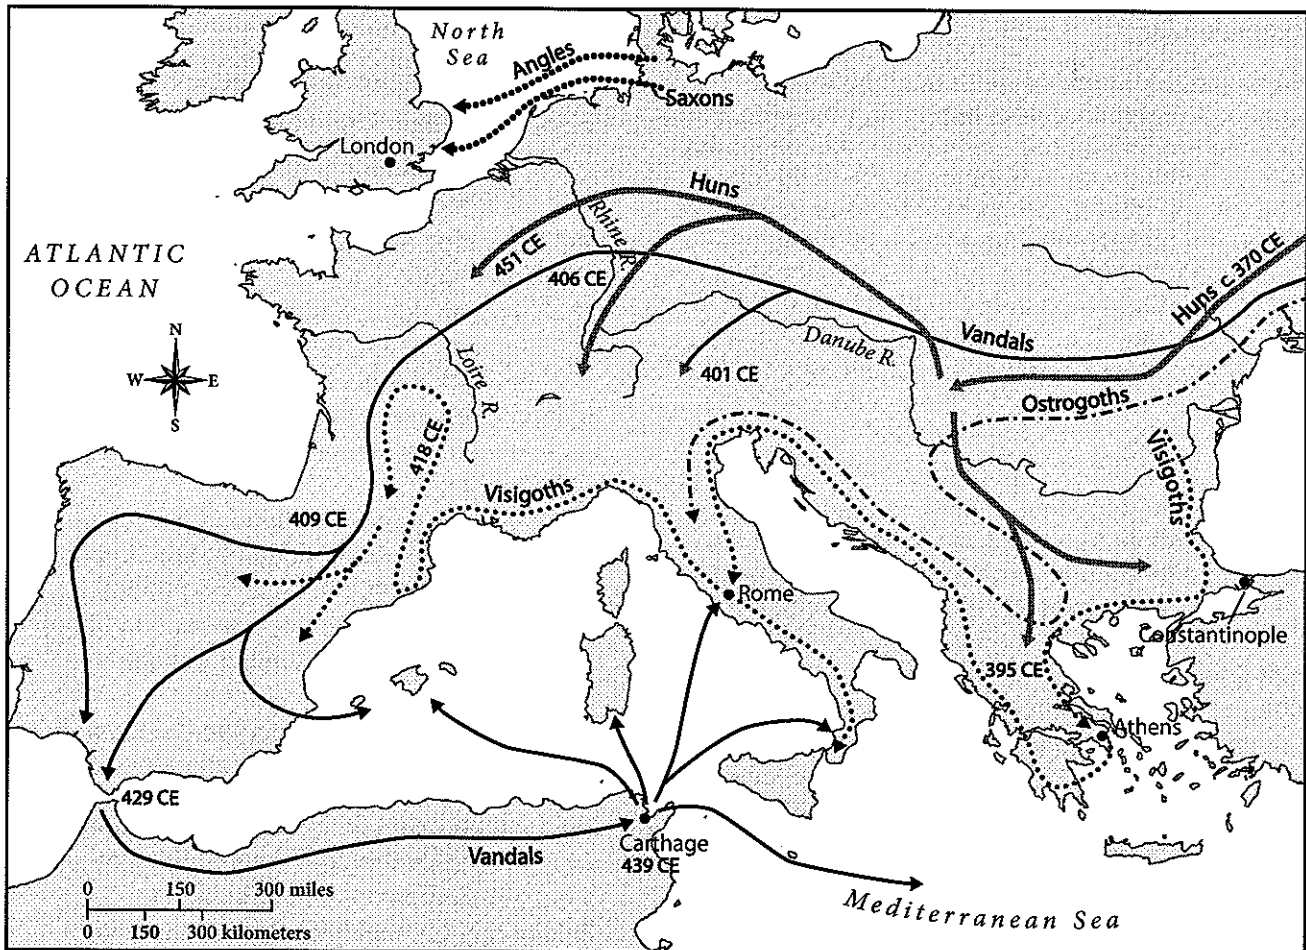 North
Sea
Angles
Saxons
London
Huns
Rhine R.
ATLANTIC
OCEAN
451 CE
406 CE
Huns c.370 CE
N
W
E
S
Loire R.
Danube R.
Vandals
401 CE
Ostrogoths
418 CE
Visigoths
Visigoths
409 CE
Rome
Constantinople
395 CE
Athens
429 CE
Vandals
Carthage
439 CE
Mediterranean Sea
0 150 300 miles
0 150 300 kilometers